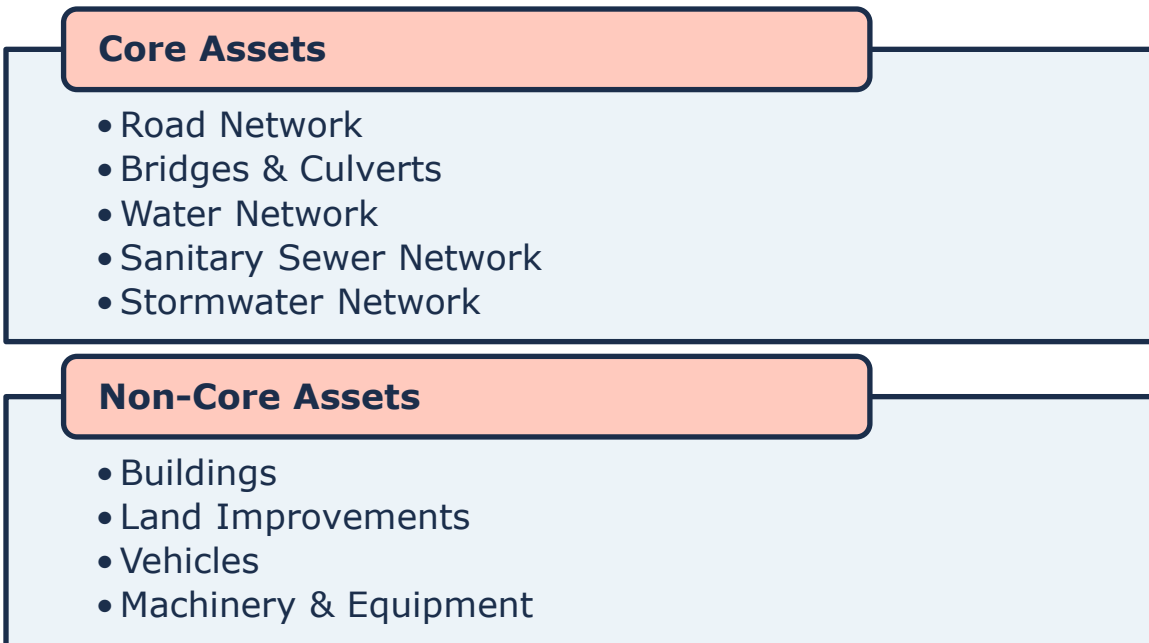 Core Assets
• Road Network
• Bridges & Culverts
• Water Network
• Sanitary Sewer Network
• Stormwater Network
Non-Core Assets
• Buildings
• Land Improvements
• Vehicles
• Machinery & Equipment